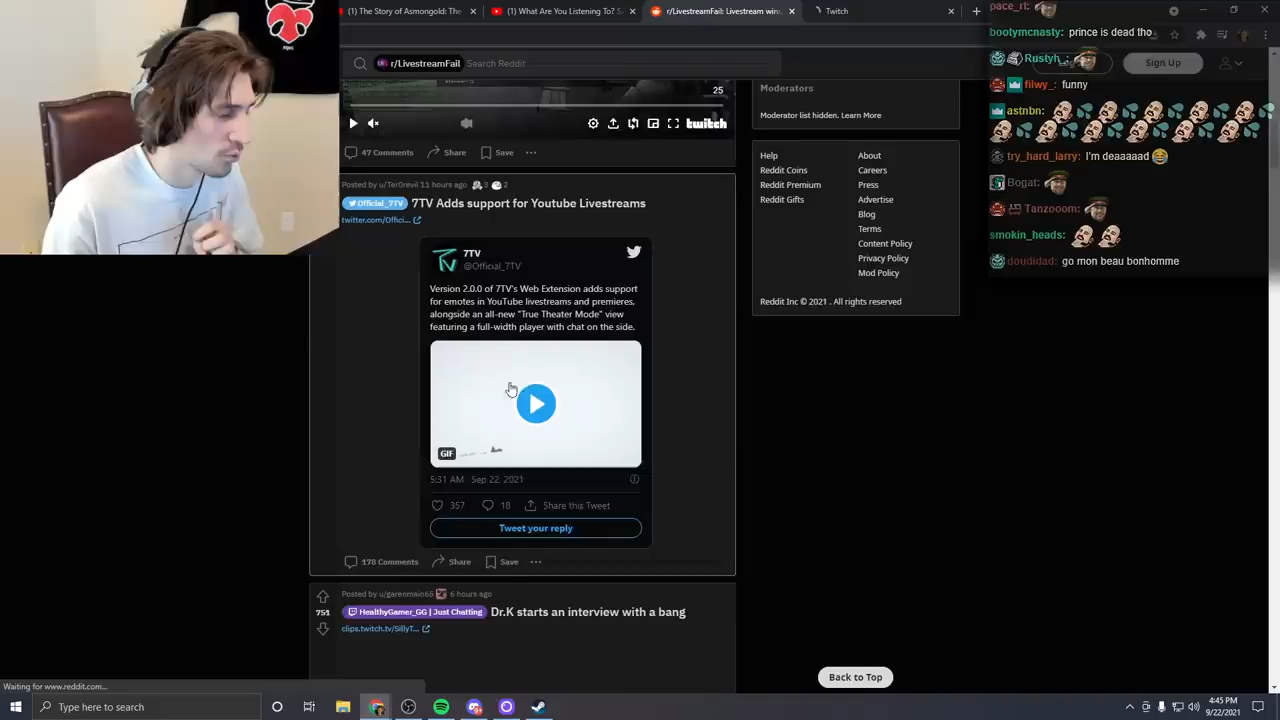 (1) The Story of Asmongold: The
(1) What Are You Listening To?
r/LivestreamFail: Livestream win
Twitch
r/LivestreamFail
Search Reddit
Sign Up
25
twitch
47 Comments
Share
Save
Posted by u/Ter0revil 11 hours ago
3
2
Official_7TV
7TV Adds support for Youtube Livestreams
twitter.com/Offici...
7TV
@Official_7TV
Version 2.0.0 of 7TV's Web Extension adds support
for emotes in YouTube livestreams and premieres,
alongside an all-new "True Theater Mode" view
featuring a full-width player with chat on the side.
GIF
5:31 AM Sep 22, 2021
357
18
Share this Tweet
Tweet your reply
178 Comments
Share
Save
Posted by u/garenmain65 6 hours ago
751
HealthyGamer_GG | Just Chatting
Dr.K starts an interview with a bang
clips.twitch.tv/SillyT...
Moderators
Moderator list hidden. Learn More
Help
About
Reddit Coins
Careers
Reddit Premium
Press
Reddit Gifts
Advertise
Blog
Terms
Content Policy
Privacy Policy
Mod Policy
Reddit Inc © 2021 . All rights reserved
Back to Top
pace_ri:
bootymcnasty: prince is dead tho
filwy_: funny
astnbn:
try_hard_larry: I'm deaaaaad
Bogat:
Tanzooom:
smokin_heads:
doudidad: go mon beau bonhomme
Waiting for www.reddit.com...
Type here to search
4:45 PM
9/22/2021